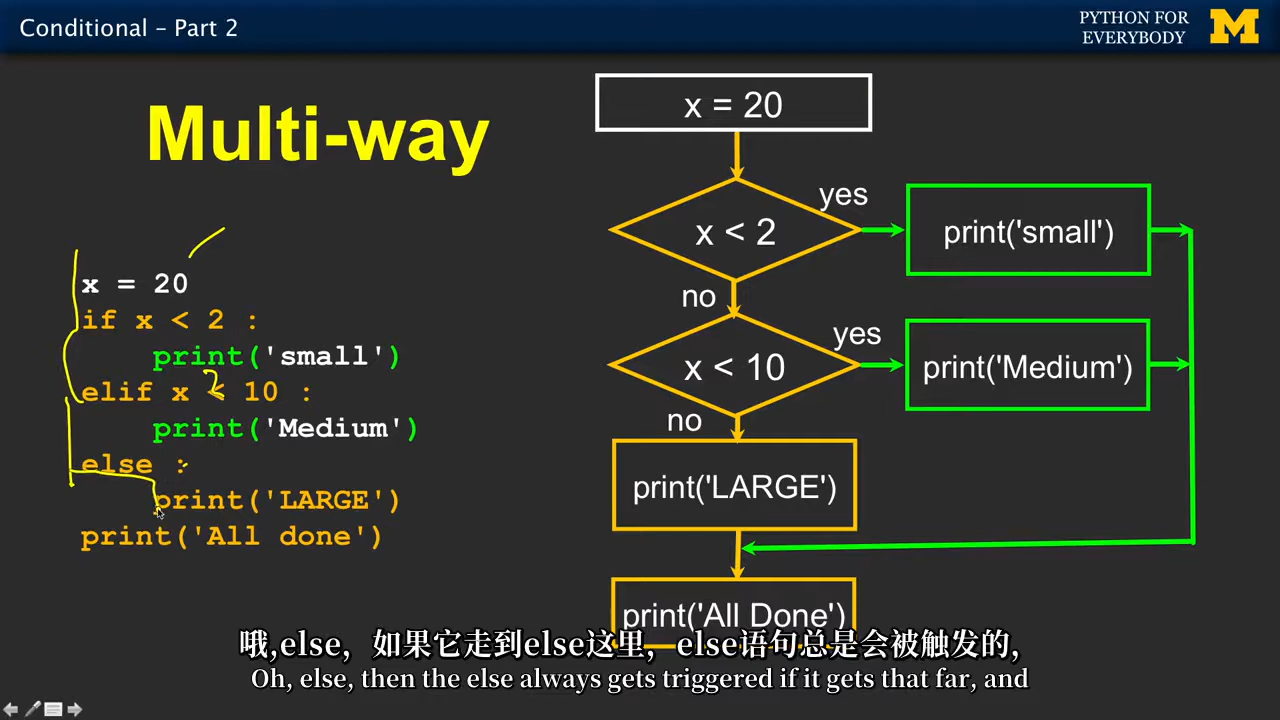 Conditional – Part 2
PYTHON FOR
EVERYBODY
M
Multi-way
x = 20
if x < 2 :
print('small')
elif x < 10 :
print('Medium')
else :
print('LARGE')
print('All done')
x = 20
x < 2
yes
print('small')
no
x < 10
yes
print('Medium')
no
print('LARGE')
print('All Done')
哦,else, 如果它走到else这里, else语句总是会被触发的,
Oh, else, then the else always gets triggered if it gets that far, and